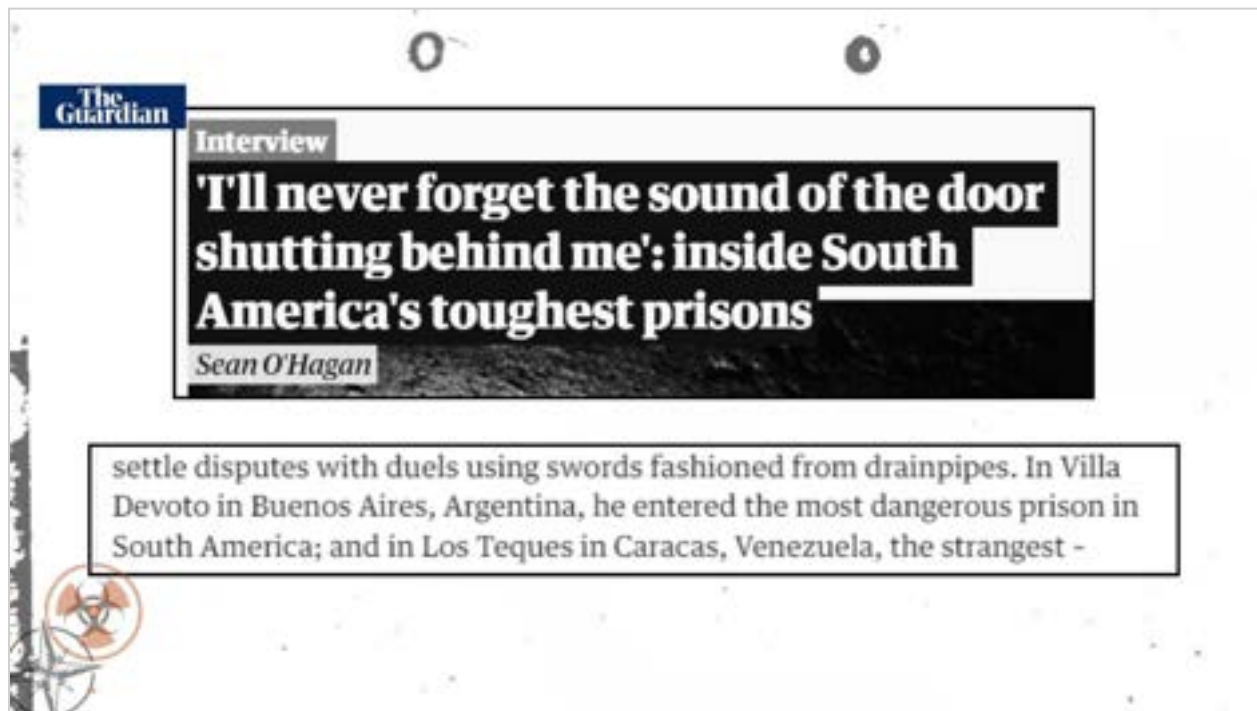 The
Guardian
Interview
'I'll never forget the sound of the door
shutting behind me': inside South
America's toughest prisons
Sean O'Hagan
settle disputes with duels using swords fashioned from drainpipes. In Villa
Devoto in Buenos Aires, Argentina, he entered the most dangerous prison in
South America; and in Los Teques in Caracas, Venezuela, the strangest –